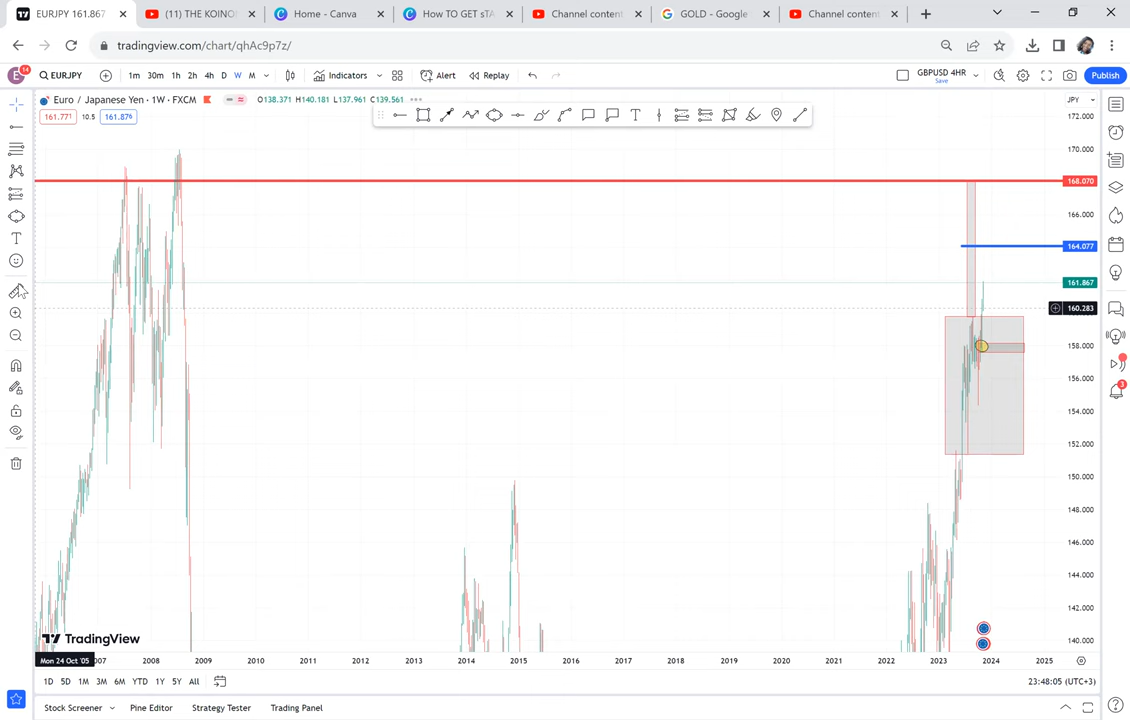 EURJPY 161.867
(11) THE KOINO
Home - Canva
How TO GET sTA
Channel content
GOLD - Google
Channel content
tradingview.com/chart/qhAc9p7z/
E
14
EURJPY
1m 30m 1h 2h 4h D W M
Indicators
Alert
Replay
GBPUSD 4HR
Save
Publish
Euro / Japanese Yen · 1W · FXCM
O138.371 H140.181 L137.961 C139.561
JPY
161.771
10.5
161.876
172.000
170.000
168.070
166.000
164.077
161.867
160.283
158.000
156.000
154.000
152.000
150.000
148.000
146.000
144.000
142.000
140.000
3
TradingView
Mon 24 Oct '05
007 2008 2009 2010 2011 2012 2013 2014 2015 2016 2017 2018 2019 2020 2021 2022 2023 2024 2025
1D 5D 1M 3M 6M YTD 1Y 5Y All
23:48:05 (UTC+3)
Stock Screener
Pine Editor
Strategy Tester
Trading Panel